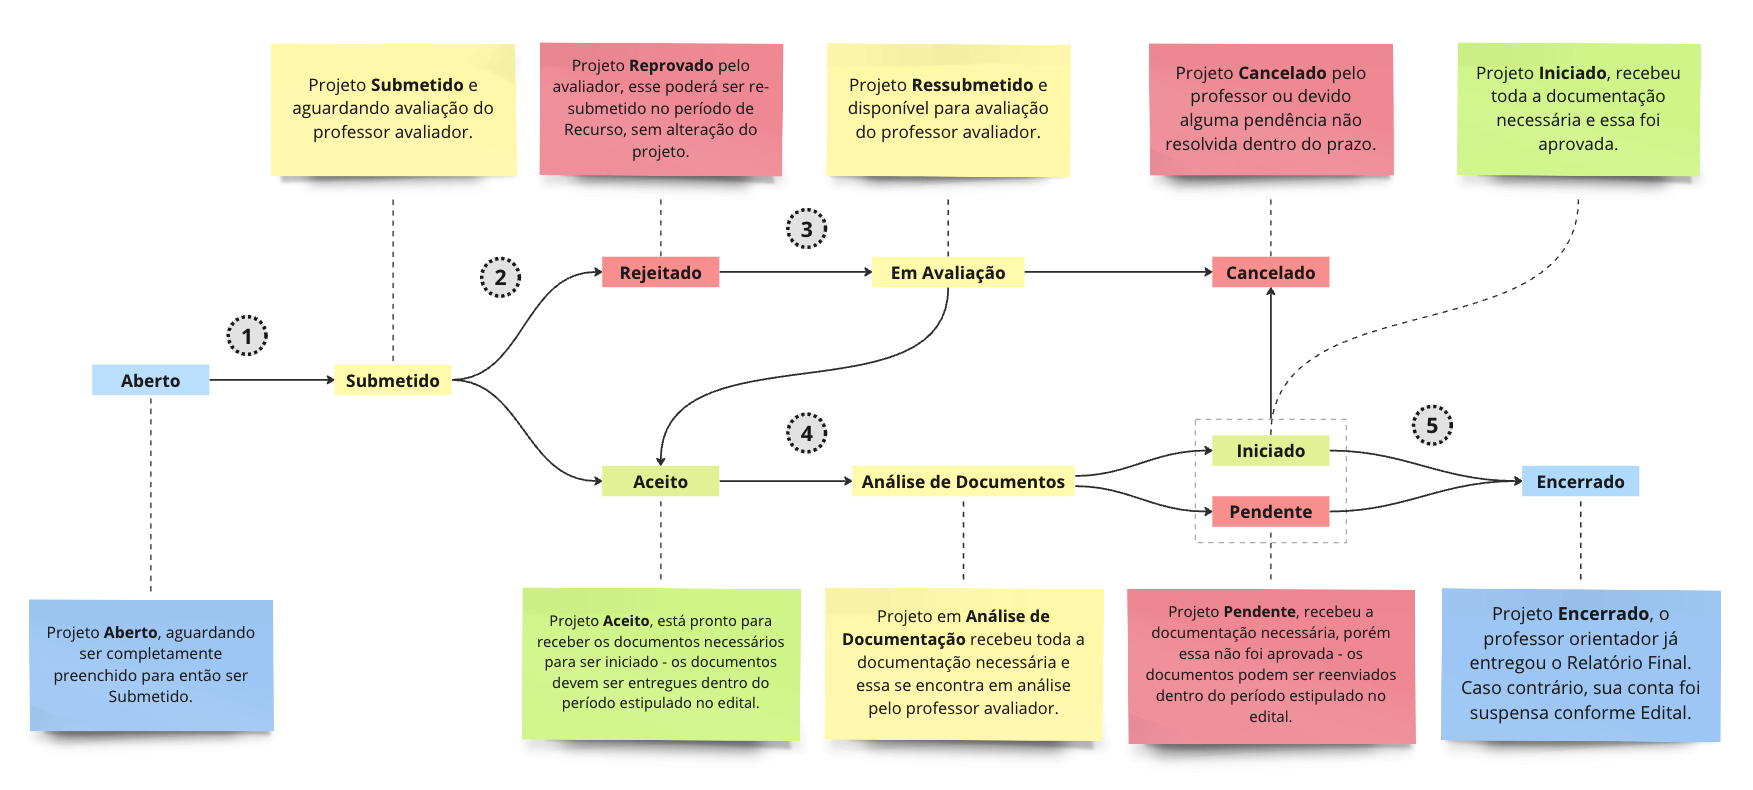 Projeto Submetido e
aguardando avaliação do
professor avaliador.
Projeto Reprovado pelo
avaliador, esse poderá ser re-
submetido no período de
Recurso, sem alteração do
projeto.
Projeto Ressubmetido e
disponível para avaliação
do professor avaliador.
Projeto Cancelado pelo
professor ou devido
alguma pendência não
resolvida dentro do prazo.
Projeto Iniciado, recebeu
toda a documentação
necessária e essa foi
aprovada.
1
2
3
4
5
Aberto
Submetido
Rejeitado
Em Avaliação
Cancelado
Aceito
Análise de Documentos
Iniciado
Pendente
Encerrado
Projeto Aberto, aguardando
ser completamente
preenchido para então ser
Submetido.
Projeto Aceito, está pronto para
receber os documentos necessários
para ser iniciado - os documentos
devem ser entregues dentro do
período estipulado no edital.
Projeto em Análise de
Documentação recebeu toda a
documentação necessária e
essa se encontra em análise
pelo professor avaliador.
Projeto Pendente, recebeu a
documentação necessária, porém
essa não foi aprovada - os
documentos podem ser reenviados
dentro do período estipulado no
edital.
Projeto Encerrado, o
professor orientador já
entregou o Relatório Final.
Caso contrário, sua conta foi
suspensa conforme Edital.